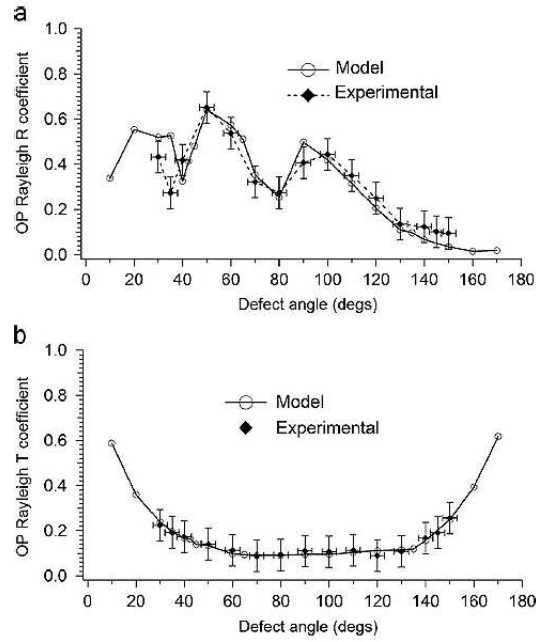 a
1.0
0.8
0.6
0.4
0.2
0.0
OP Rayleigh R coefficient
Model
Experimental
0 20 40 60 80 100 120 140 160 180
Defect angle (degs)
b
1.0
0.8
0.6
0.4
0.2
0.0
OP Rayleigh T coefficient
Model
Experimental
0 20 40 60 80 100 120 140 160 180
Defect angle (degs)